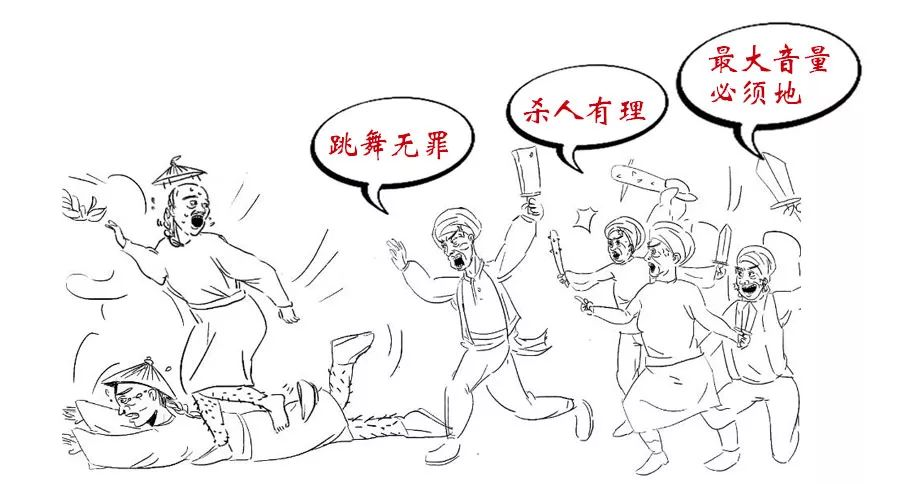 跳舞无罪
杀人有理
最大音量
必须地